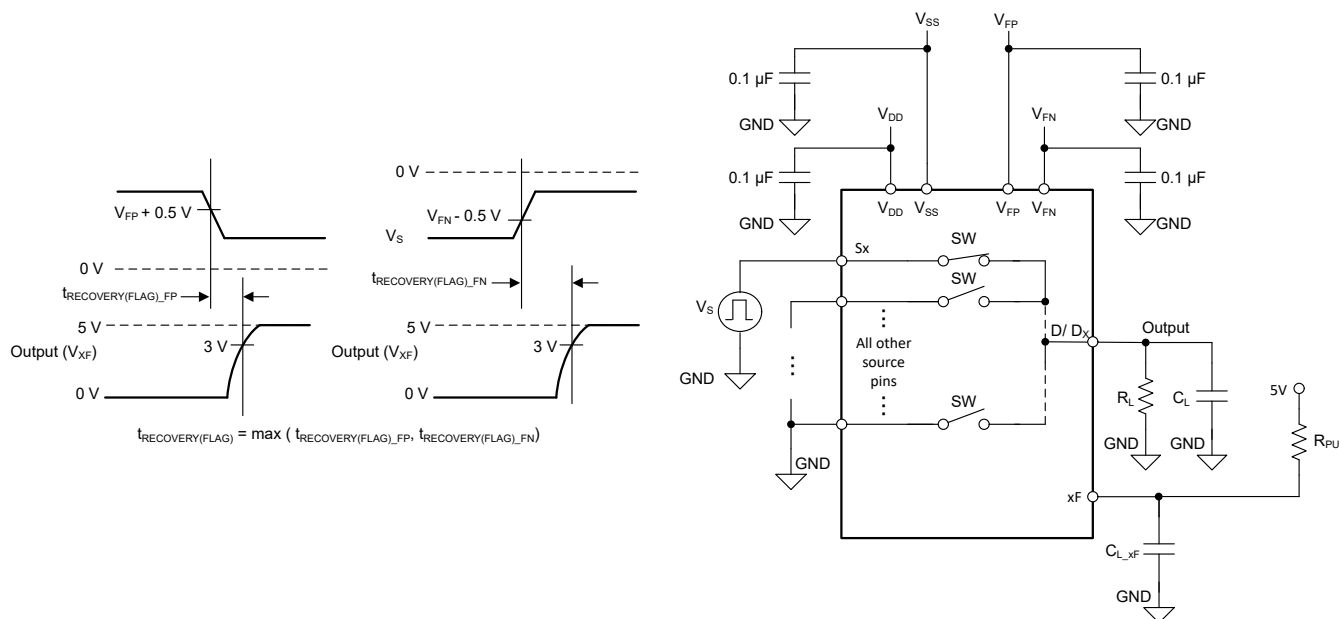 0 V
V_FP + 0.5 V
V_FN - 0.5 V
V_S
0 V
t_RECOVERY(FLAG)_FP
t_RECOVERY(FLAG)_FN
5 V
5 V
Output (V_XF)
3 V
Output (V_XF)
3 V
0 V
0 V
t_RECOVERY(FLAG) = max ( t_RECOVERY(FLAG)_FP, t_RECOVERY(FLAG)_FN)
V_SS
V_FP
0.1 µF
0.1 µF
GND
V_DD
V_FN
GND
0.1 µF
0.1 µF
GND
V_DD
V_SS
V_FP
V_FN
GND
Sx
SW
SW
V_S
GND
All other
source
pins
D/ D_X
Output
SW
R_L
C_L
5V
GND
GND
GND
R_PU
xF
C_L_xF
GND